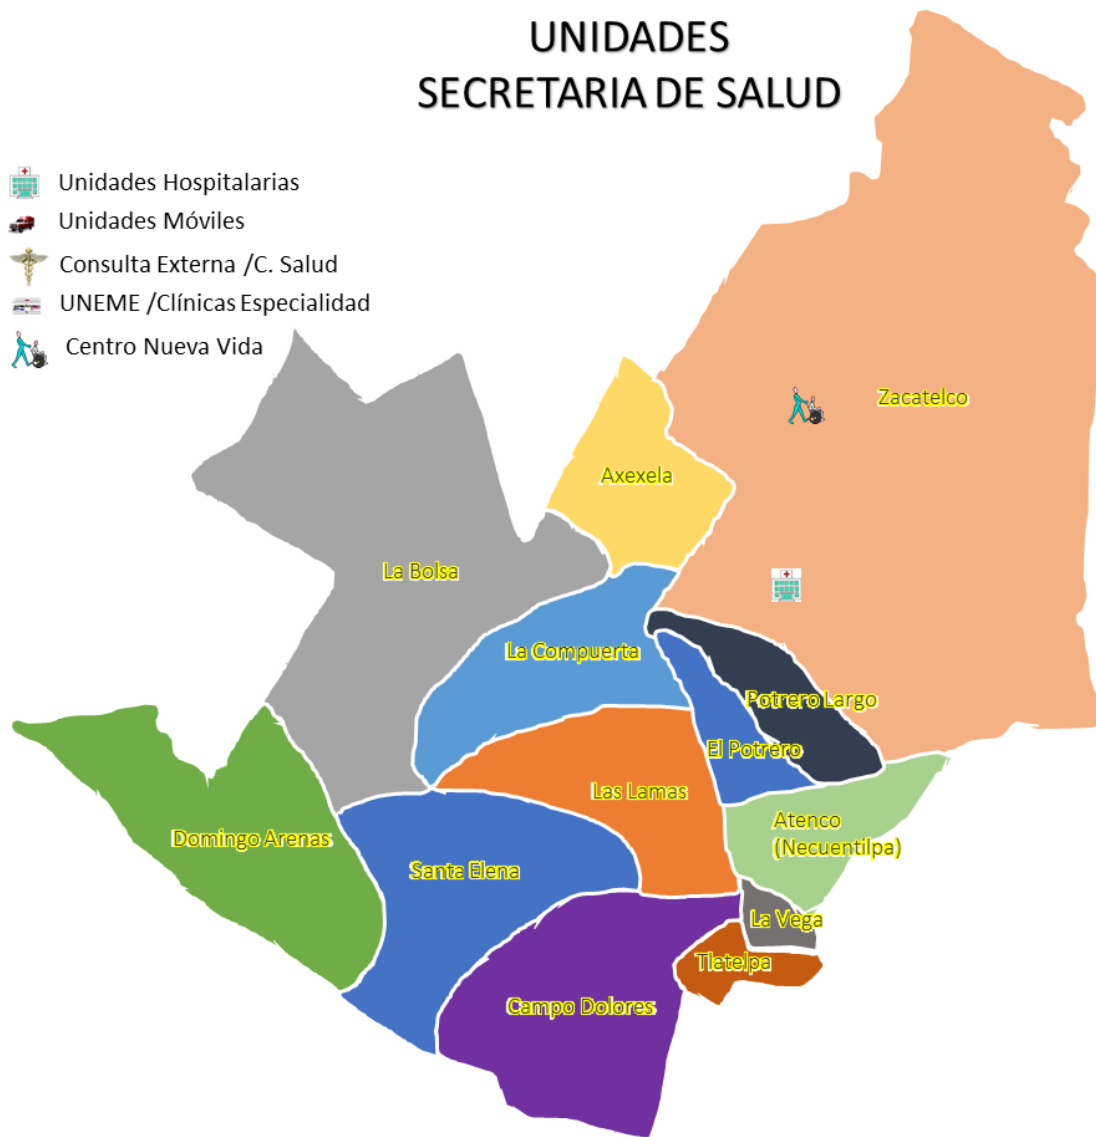 UNIDADES
SECRETARIA DE SALUD
Unidades Hospitalarias
Unidades Móviles
Consulta Externa /C. Salud
UNEME /Clínicas Especialidad
Centro Nueva Vida
Zacatelco
Axexela
La Bolsa
La Compuerta
Potrero Largo
El Potrero
Las Lamas
Atenco
(Necuentilpa)
Domingo Arenas
Santa Elena
La Vega
Tlatelpa
Campo Dolores